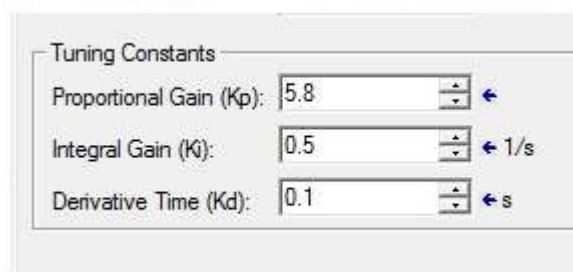 Tuning Constants
Proportional Gain (Kp): 5.8
Integral Gain (Ki): 0.5 1/s
Derivative Time (Kd): 0.1 s